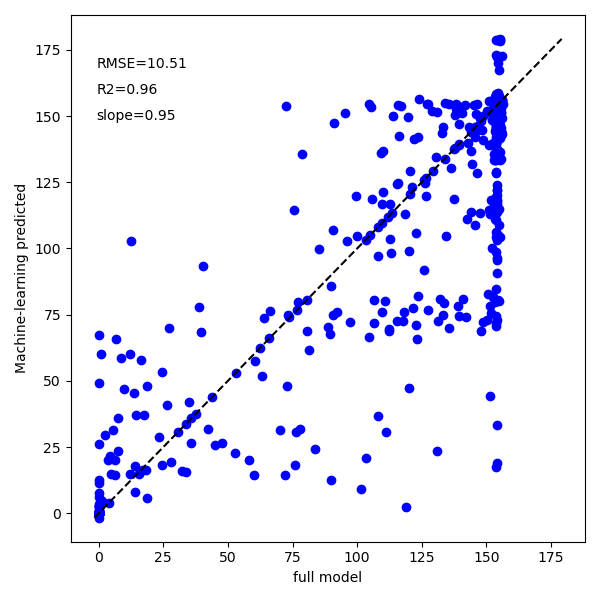 RMSE=10.51
R2=0.96
slope=0.95
Machine-learning predicted
175
150
125
100
75
50
25
0
0 25 50 75 100 125 150 175
full model